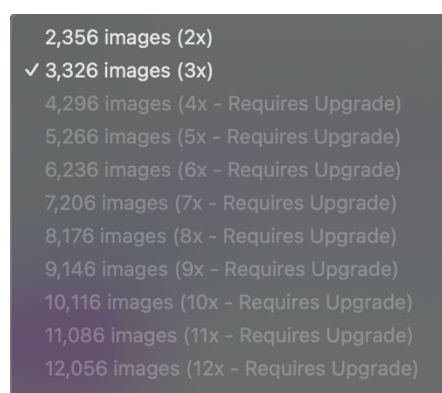 2,356 images (2x)
✓ 3,326 images (3x)
4,296 images (4x - Requires Upgrade)
5,266 images (5x - Requires Upgrade)
6,236 images (6x - Requires Upgrade)
7,206 images (7x - Requires Upgrade)
8,176 images (8x - Requires Upgrade)
9,146 images (9x - Requires Upgrade)
10,116 images (10x - Requires Upgrade)
11,086 images (11x - Requires Upgrade)
12,056 images (12x - Requires Upgrade)